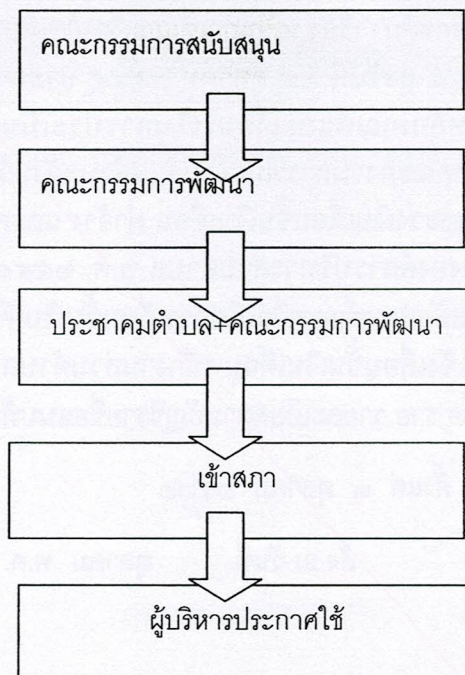 คณะกรรมการสนับสนุน
คณะกรรมการพัฒนา
ประชาคมตำบล+คณะกรรมการพัฒนา
เข้าสภา
ผู้บริหารประกาศใช้